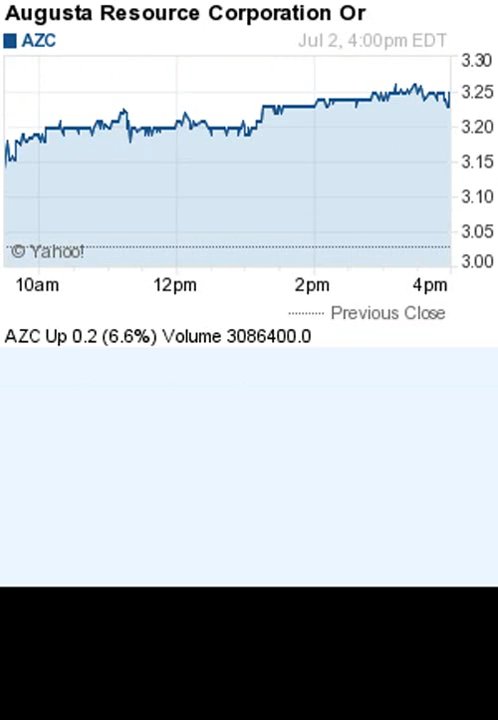 Augusta Resource Corporation Or
AZC Jul 2, 4:00pm EDT
3.30
3.25
3.20
3.15
3.10
3.05
© Yahoo!
3.00
10am 12pm 2pm 4pm
Previous Close
AZC Up 0.2 (6.6%) Volume 3086400.0